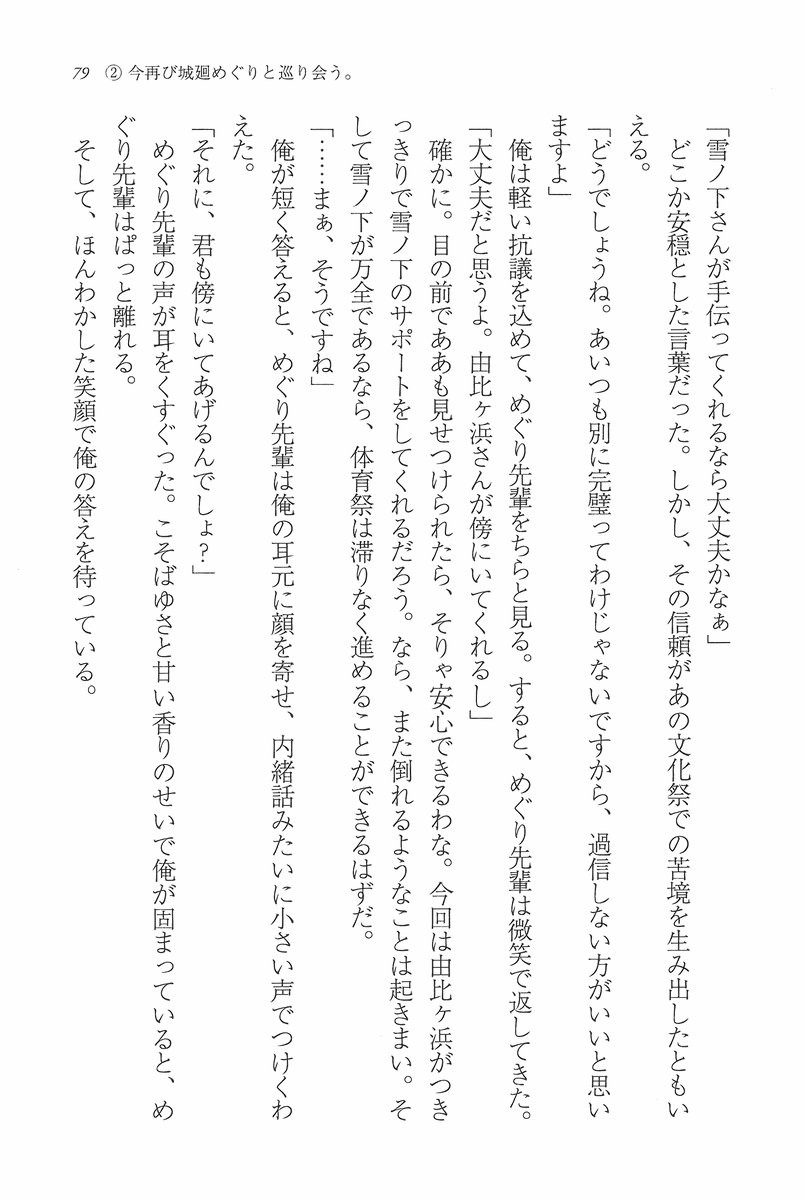 79 ② 今再び城廻めぐりと巡り会う。
「雪ノ下さんが手伝ってくれるなら大丈夫かなぁ」
どこか安穏とした言葉だった。しかし、その信頼があの文化祭での苦境を生み出したともい
える。
「どうでしょうね。あいつも別に完璧ってわけじゃないですから、過信しない方がいいと思い
ますよ」
俺は軽い抗議を込めて、めぐり先輩をちらと見る。すると、めぐり先輩は微笑で返してきた。
「大丈夫だと思うよ。由比ヶ浜さんが傍にいてくれるし」
確かに。目の前でああも見せつけられたら、そりゃ安心できるわな。今回は由比ヶ浜がつき
っきりで雪ノ下のサポートをしてくれるだろう。なら、また倒れるようなことは起きまい。そ
して雪ノ下が万全であるなら、体育祭は滞りなく進めることができるはずだ。
「……まぁ、そうですね」
俺が短く答えると、めぐり先輩は俺の耳元に顔を寄せ、内緒話みたいに小さい声でつけくわ
えた。
「それに、君も傍にいてあげるんでしょ?」
めぐり先輩の声が耳をくすぐった。こそばゆさと甘い香りのせいで俺が固まっていると、め
ぐり先輩はぱっと離れる。
そして、ほんわかした笑顔で俺の答えを待っている。